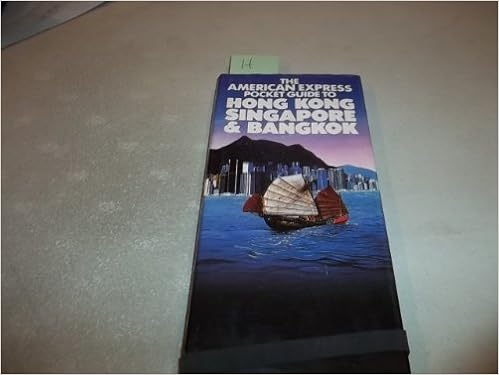 H
THE
AMERICAN EXPRESS
POCKET GUIDE TO
HONG KONG
SINGAPORE
& BANGKOK